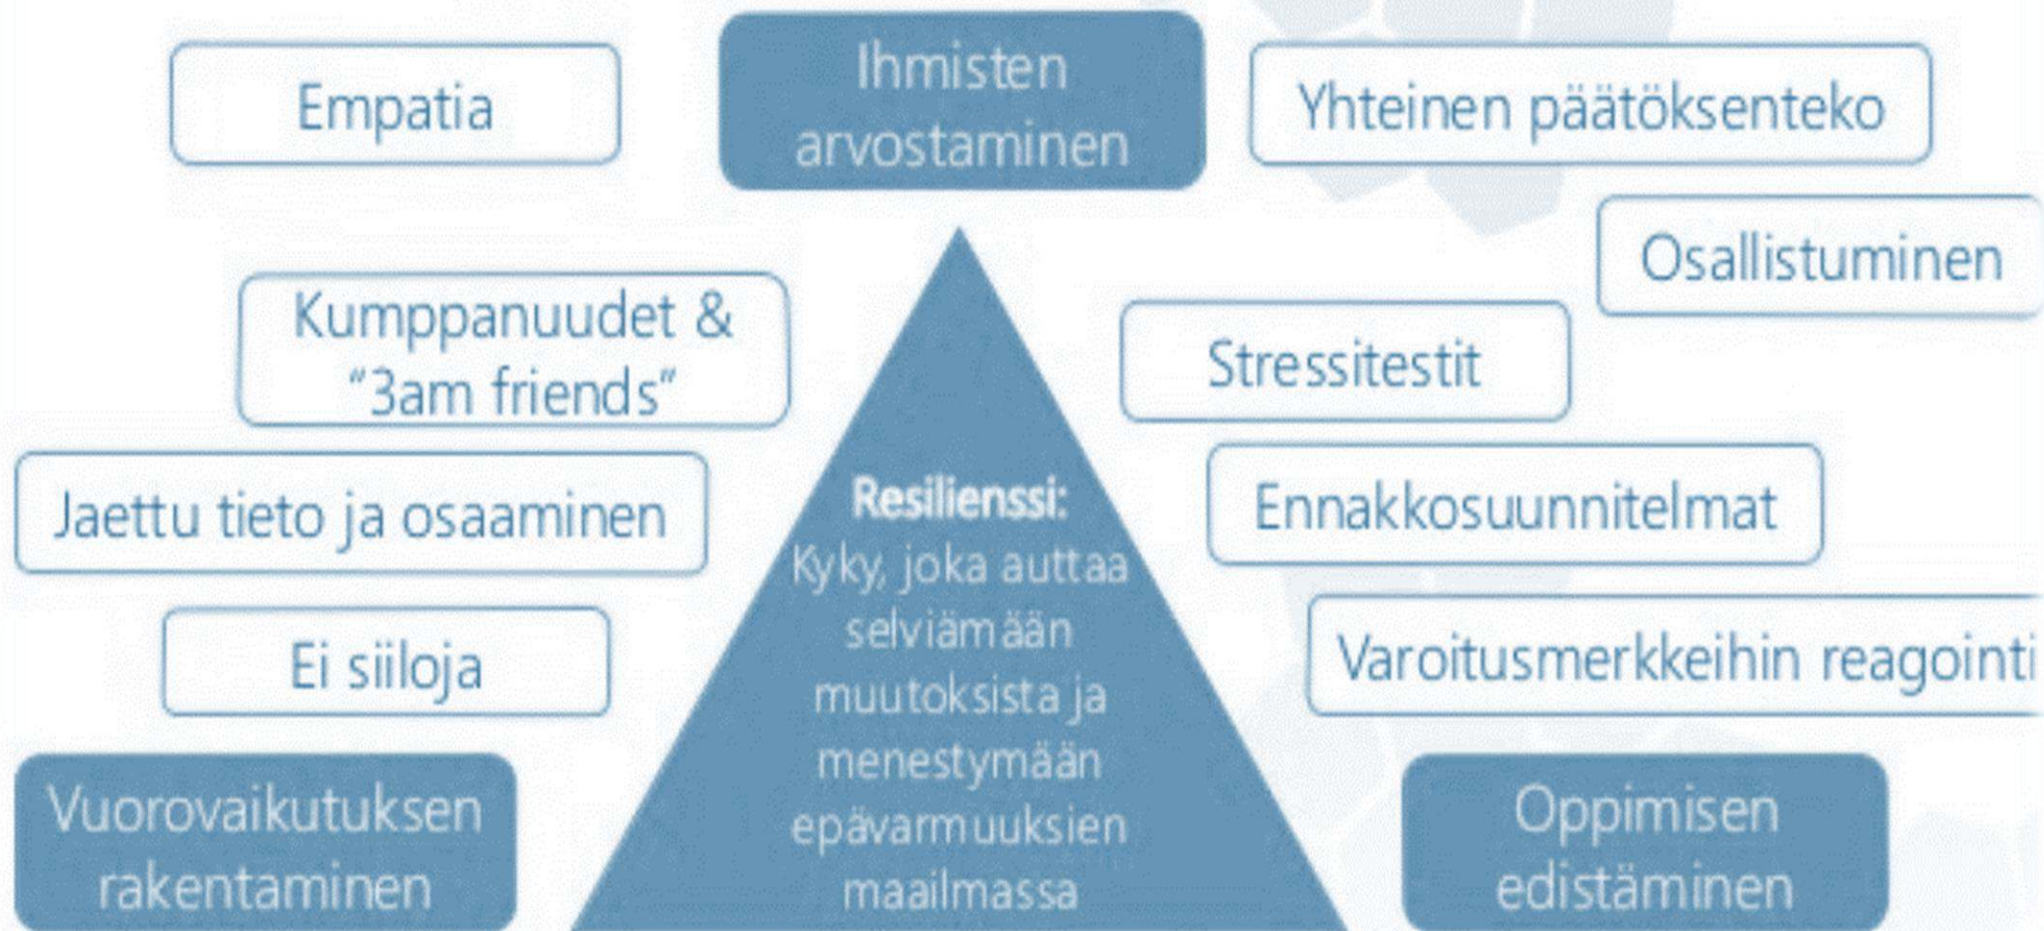 Empatia
Ihmisten
arvostaminen
Yhteinen päätöksenteko
Osallistuminen
Kumppanuudet &
"3am friends"
Stressitestit
Jaettu tieto ja osaaminen
Ennakkosuunnitelmat
Ei siiloja
Varoitusmerkkeihin reagointi
Resilienssi:
Kyky, joka auttaa
selviämään
muutoksista ja
menestymään
epävarmuuksien
maailmassa
Vuorovaikutuksen
rakentaminen
Oppimisen
edistäminen